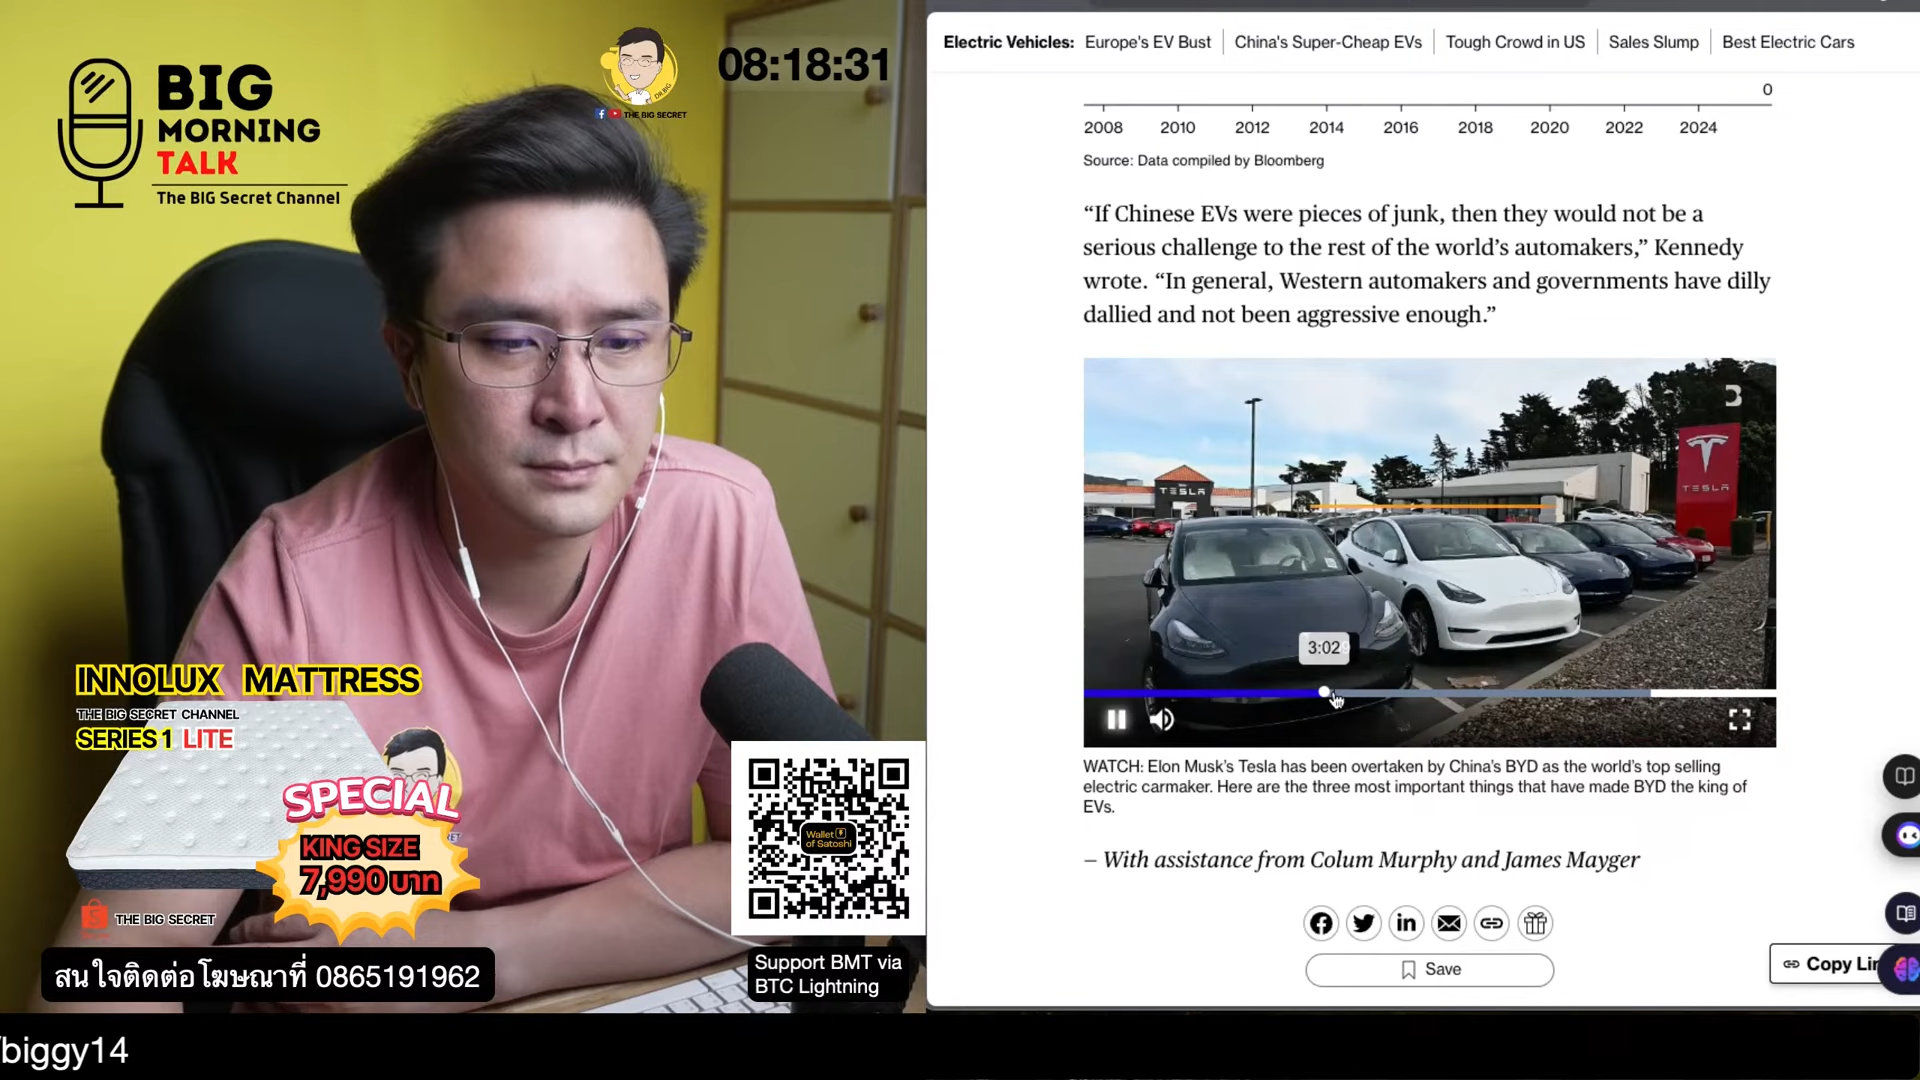 BIG
MORNING
TALK
The BIG Secret Channel
DR.BIG
THE BIG SECRET
08:18:31
INNOLUX MATTRESS
THE BIG SECRET CHANNEL
SERIES 1 LITE
SPECIAL
KING SIZE
7,990 บาท
THE BIG SECRET
สนใจติดต่อโฆษณาที่ 0865191962
Wallet
of Satoshi
Support BMT via
BTC Lightning
/biggy14
Electric Vehicles: Europe's EV Bust China's Super-Cheap EVs Tough Crowd in US Sales Slump Best Electric Cars
0
2008 2010 2012 2014 2016 2018 2020 2022 2024
Source: Data compiled by Bloomberg
“If Chinese EVs were pieces of junk, then they would not be a
serious challenge to the rest of the world’s automakers,” Kennedy
wrote. “In general, Western automakers and governments have dilly
dallied and not been aggressive enough.”
TESLA
TESLA
3:02
WATCH: Elon Musk’s Tesla has been overtaken by China’s BYD as the world’s top selling
electric carmaker. Here are the three most important things that have made BYD the king of
EVs.
– With assistance from Colum Murphy and James Mayger
Save
Copy Lin